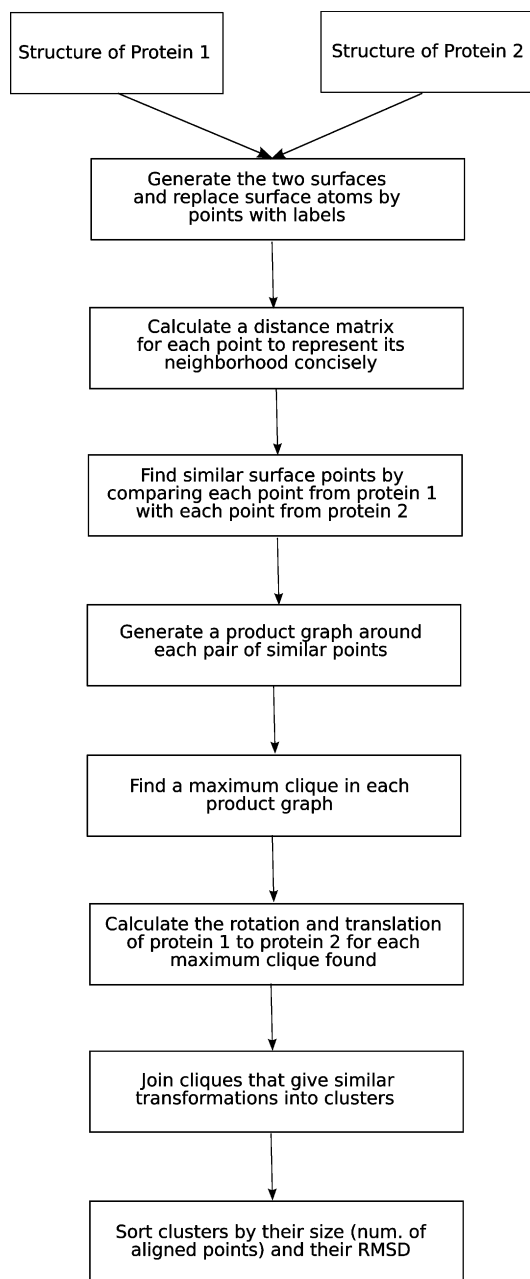 Structure of Protein 1
Structure of Protein 2
Generate the two surfaces
and replace surface atoms by
points with labels
Calculate a distance matrix
for each point to represent its
neighborhood concisely
Find similar surface points by
comparing each point from protein 1
with each point from protein 2
Generate a product graph around
each pair of similar points
Find a maximum clique in each
product graph
Calculate the rotation and translation
of protein 1 to protein 2 for each
maximum clique found
Join cliques that give similar
transformations into clusters
Sort clusters by their size (num. of
aligned points) and their RMSD